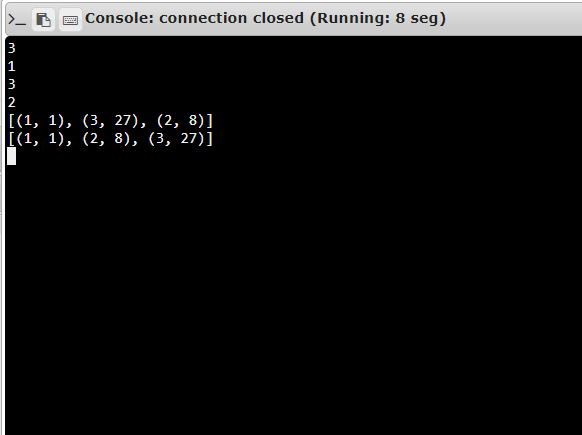 >_ Console: connection closed (Running: 8 seg)
3
1
3
2
[(1, 1), (3, 27), (2, 8)]
[(1, 1), (2, 8), (3, 27)]